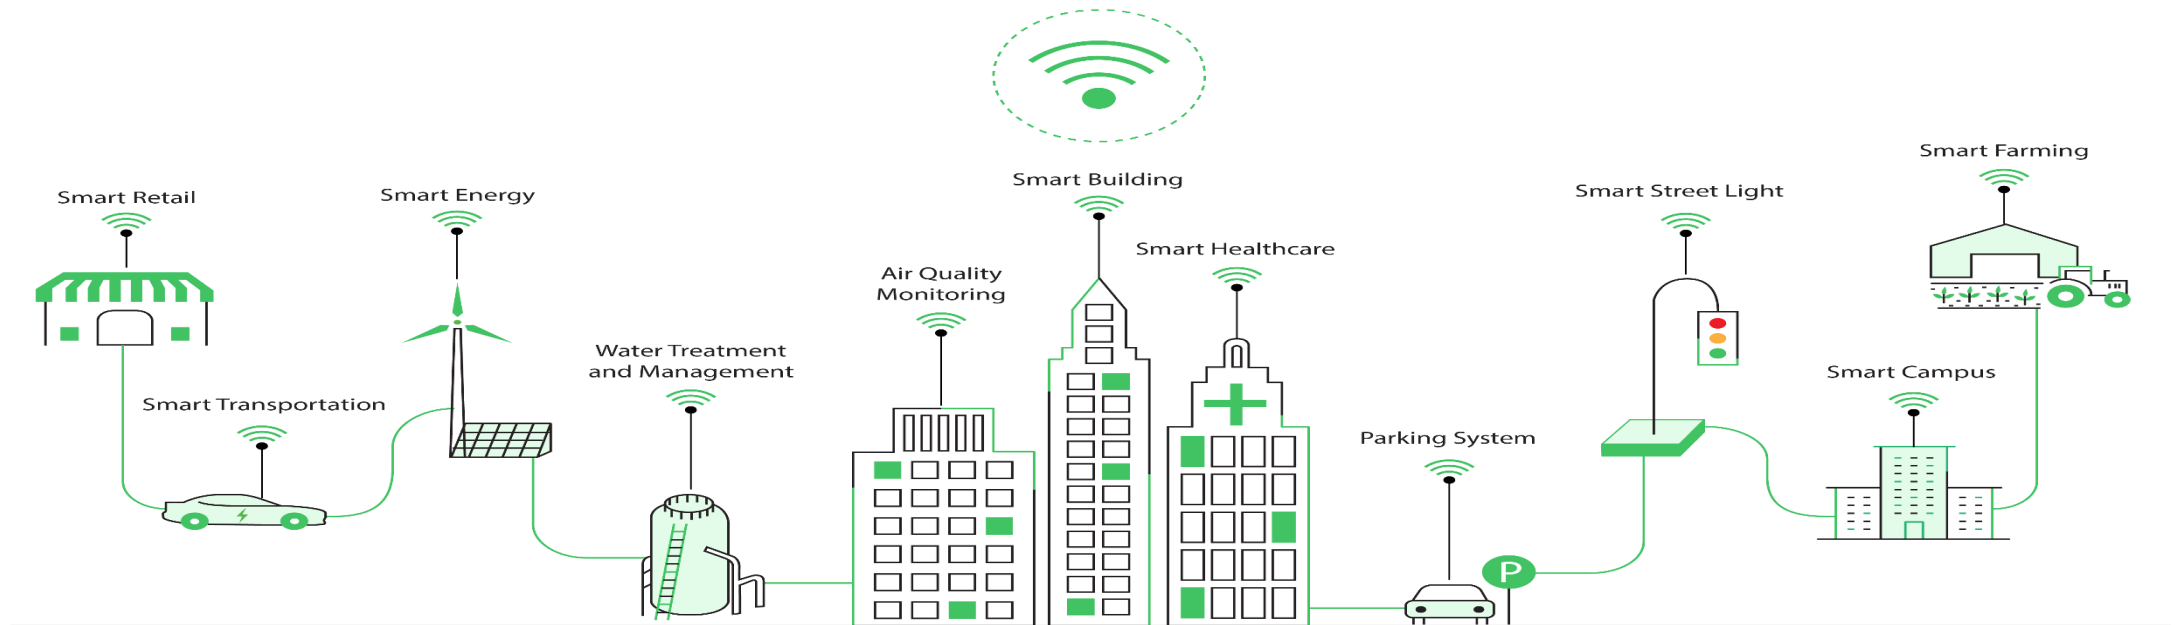 Smart Retail
Smart Transportation
Smart Energy
Water Treatment
and Management
Air Quality
Monitoring
Smart Building
Smart Healthcare
Parking System
P
Smart Street Light
Smart Campus
Smart Farming